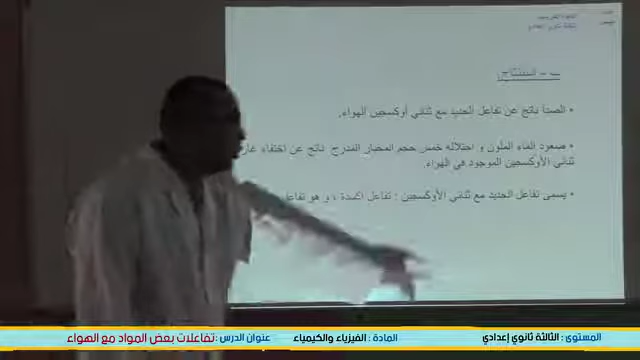 ب – استنتاج:
• الصدأ ناتج عن تفاعل الحديد مع ثنائي أوكسجين الهواء.
• صعود الماء الملون و احتلاله خمس حجم المخبار المدرج ناتج عن اختفاء غاز
ثنائي الأوكسجين الموجود في الهواء.
• يسمى تفاعل الحديد مع ثنائي الأوكسجين : تفاعل أكسدة ، و هو تفاعل
المستوى : الثالثة ثانوي إعدادي المادة : الفيزياء والكيمياء عنوان الدرس : تفاعلات بعض المواد مع الهواء